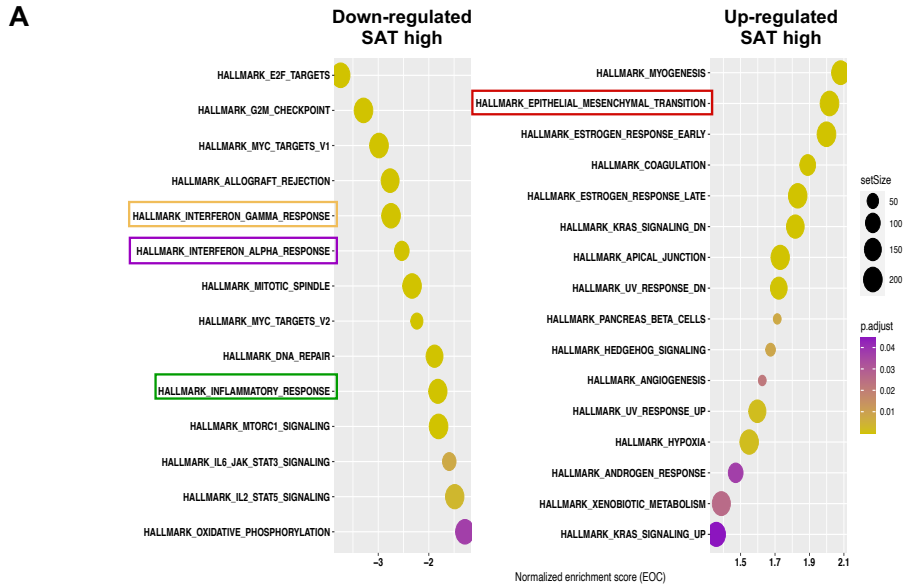 A
Down-regulated
SAT high
HALLMARK_E2F_TARGETS
HALLMARK_G2M_CHECKPOINT
HALLMARK_MYC_TARGETS_V1
HALLMARK_ALLOGRAFT_REJECTION
HALLMARK_INTERFERON_GAMMA_RESPONSE
HALLMARK_INTERFERON_ALPHA_RESPONSE
HALLMARK_MITOTIC_SPINDLE
HALLMARK_MYC_TARGETS_V2
HALLMARK_DNA_REPAIR
HALLMARK_INFLAMMATORY_RESPONSE
HALLMARK_MTORC1_SIGNALING
HALLMARK_IL6_JAK_STAT3_SIGNALING
HALLMARK_IL2_STAT5_SIGNALING
HALLMARK_OXIDATIVE_PHOSPHORYLATION
−3 −2
Up-regulated
SAT high
HALLMARK_MYOGENESIS
HALLMARK_EPITHELIAL_MESENCHYMAL_TRANSITION
HALLMARK_ESTROGEN_RESPONSE_EARLY
HALLMARK_COAGULATION
HALLMARK_ESTROGEN_RESPONSE_LATE
HALLMARK_KRAS_SIGNALING_DN
HALLMARK_APICAL_JUNCTION
HALLMARK_UV_RESPONSE_DN
HALLMARK_PANCREAS_BETA_CELLS
HALLMARK_HEDGEHOG_SIGNALING
HALLMARK_ANGIOGENESIS
HALLMARK_UV_RESPONSE_UP
HALLMARK_HYPOXIA
HALLMARK_ANDROGEN_RESPONSE
HALLMARK_XENOBIOTIC_METABOLISM
HALLMARK_KRAS_SIGNALING_UP
1.5 1.7 1.9 2.1
Normalized enrichment score (EOC)
setSize
50
100
150
200
p.adjust
0.04
0.03
0.02
0.01